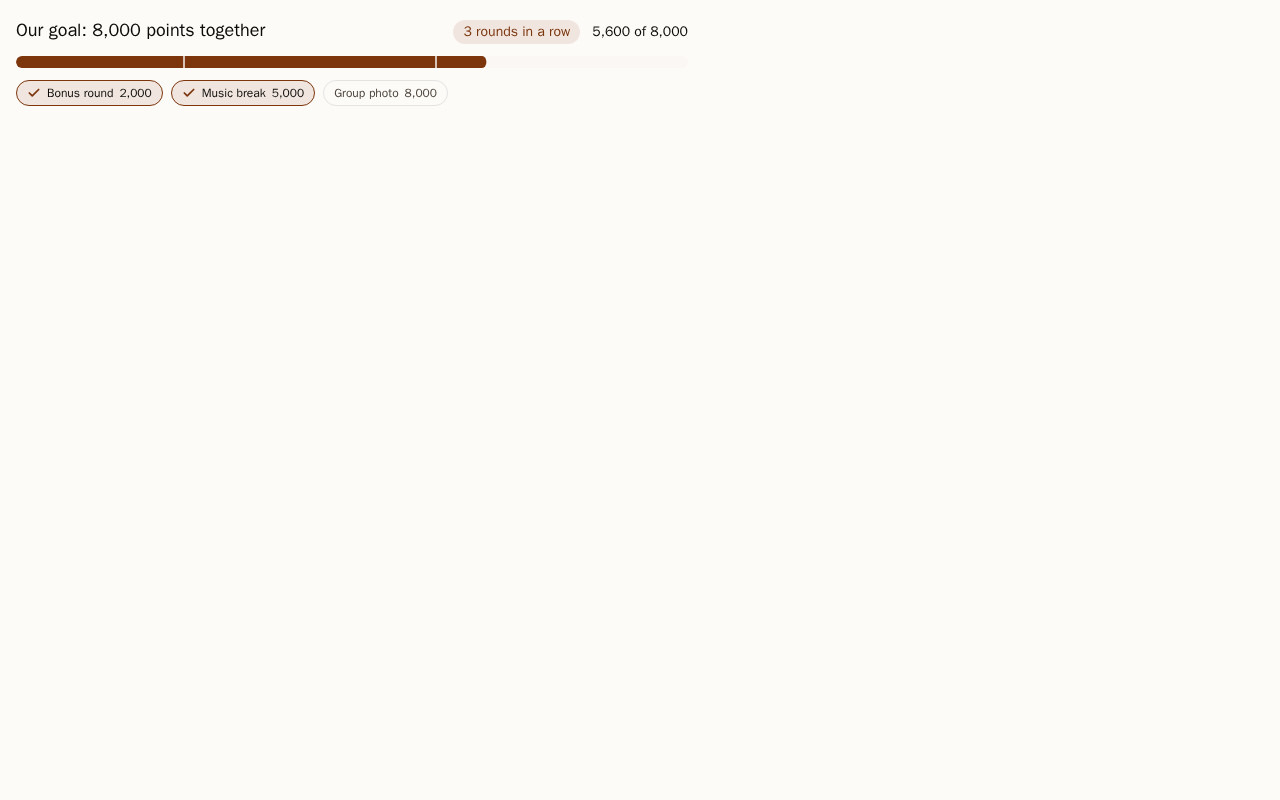 Our goal: 8,000 points together
3 rounds in a row
5,600 of 8,000
Bonus round 2,000
Music break 5,000
Group photo 8,000